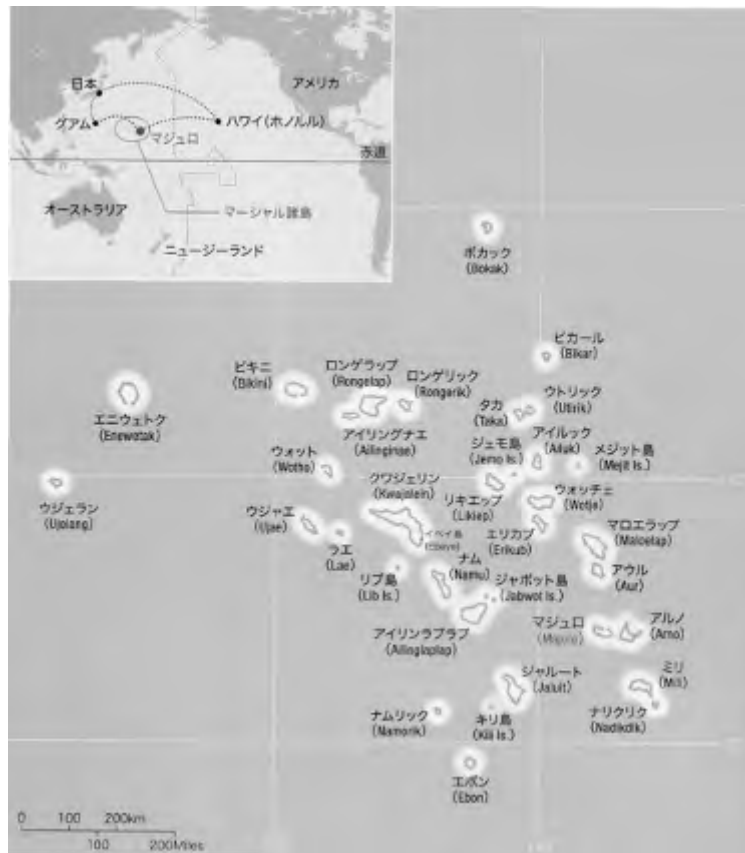 日本
アメリカ
グアム
ハワイ(ホノルル)
マジュロ
赤道
オーストラリア
マーシャル諸島
ニュージーランド
ボカック
(Bokak)
ビカール
(Bikar)
ビキニ
(Bikini)
ロンゲラップ
(Rongelap)
ロンゲリック
(Rongerik)
エニウェトク
(Enewetak)
アイリングナエ
(Ailinginae)
タカ
(Taka)
ウトリック
(Utirik)
ウォット
(Wotho)
ジェモ島
(Jemo Is.)
アイルック
(Ailuk)
メジット島
(Mejit Is.)
ウジェラン
(Ujelang)
クワジェリン
(Kwajalein)
リキエップ
(Likiep)
ウォッチェ
(Wotje)
ウジャエ
(Ujae)
イバイ島
(Ebeye)
エリカブ
(Erikub)
マロエラップ
(Maloelap)
ラエ
(Lae)
リブ島
(Lib Is.)
ナム
(Namu)
ジャボット島
(Jabwot Is.)
アウル
(Aur)
アイリンラプラプ
(Ailinglaplap)
マジュロ
(Majuro)
アルノ
(Arno)
ジャルート
(Jaluit)
ミリ
(Mili)
ナムリック
(Namorik)
キリ島
(Kili Is.)
ナリクリク
(Nadikdik)
エボン
(Ebon)
0 100 200km
100 200Miles